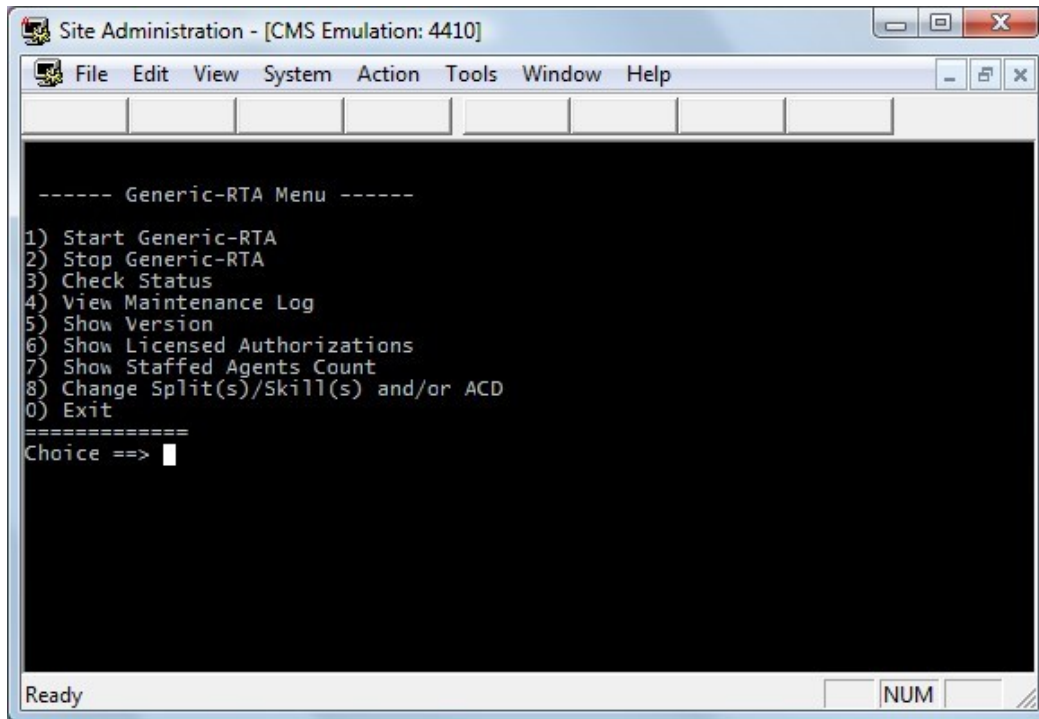 Site Administration - [CMS Emulation: 4410]
File Edit View System Action Tools Window Help
------ Generic-RTA Menu ------
1) Start Generic-RTA
2) Stop Generic-RTA
3) Check Status
4) View Maintenance Log
5) Show Version
6) Show Licensed Authorizations
7) Show Staffed Agents Count
8) Change Split(s)/Skill(s) and/or ACD
0) Exit
=============
Choice ==>
Ready NUM